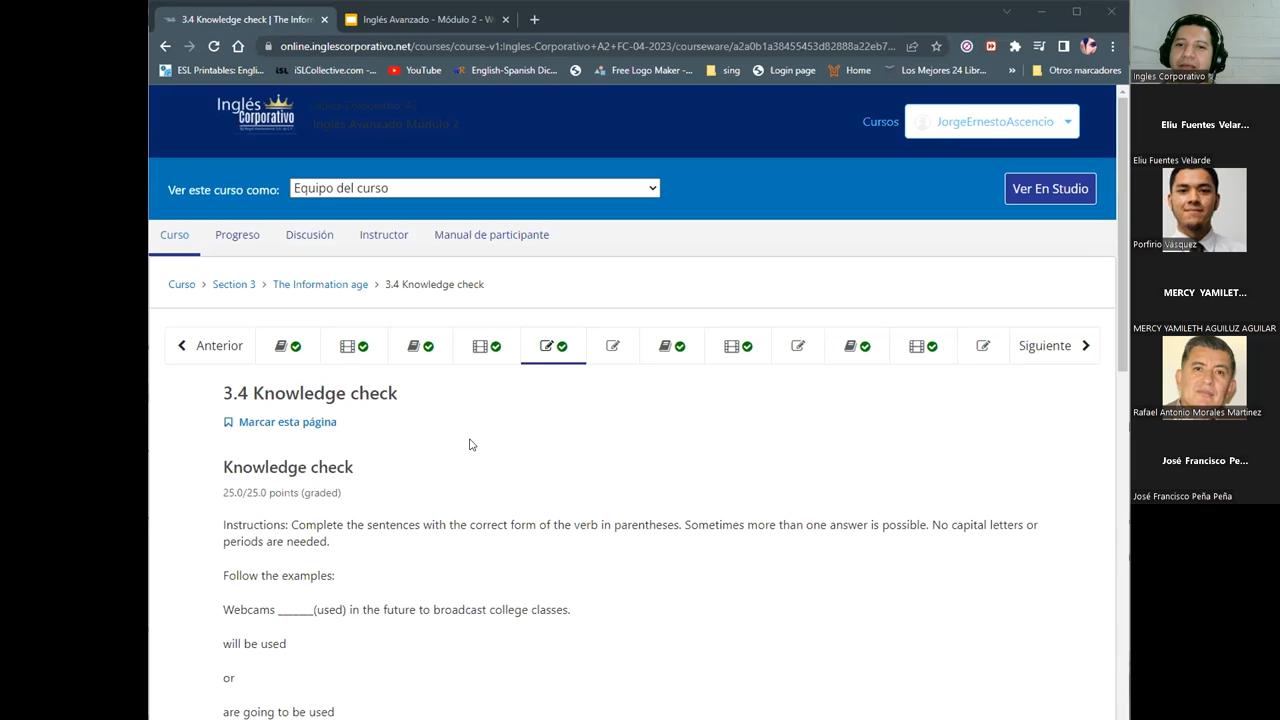 3.4 Knowledge check | The Infor
Inglés Avanzado - Módulo 2 - W
online.inglescorporativo.net/courses/course-v1:Ingles-Corporativo+A2+FC-04-2023/courseware/a2a0b1a38455453d82888a22eb7...
ESL Printables: Engli...
iSLCollective.com -...
YouTube
English-Spanish Dic...
Free Logo Maker -...
sing
Login page
Home
Los Mejores 24 Libr...
»
Otros marcadores
Inglés
Corporativo
Inglés Avanzado Módulo 2
Cursos
JorgeErnestoAscencio
Ver este curso como:
Equipo del curso
Ver En Studio
Curso
Progreso
Discusión
Instructor
Manual de participante
Curso > Section 3 > The Information age > 3.4 Knowledge check
Anterior
Siguiente
3.4 Knowledge check
Marcar esta página
Knowledge check
25.0/25.0 points (graded)
Instructions: Complete the sentences with the correct form of the verb in parentheses. Sometimes more than one answer is possible. No capital letters or
periods are needed.
Follow the examples:
Webcams ______(used) in the future to broadcast college classes.
will be used
or
are going to be used
Ingles Corporativo
Eliu Fuentes Velar...
Eliu Fuentes Velarde
Porfirio Vásquez
MERCY YAMILET...
MERCY YAMILETH AGUILUZ AGUILAR
Rafael Antonio Morales Martinez
José Francisco Pe...
José Francisco Peña Peña